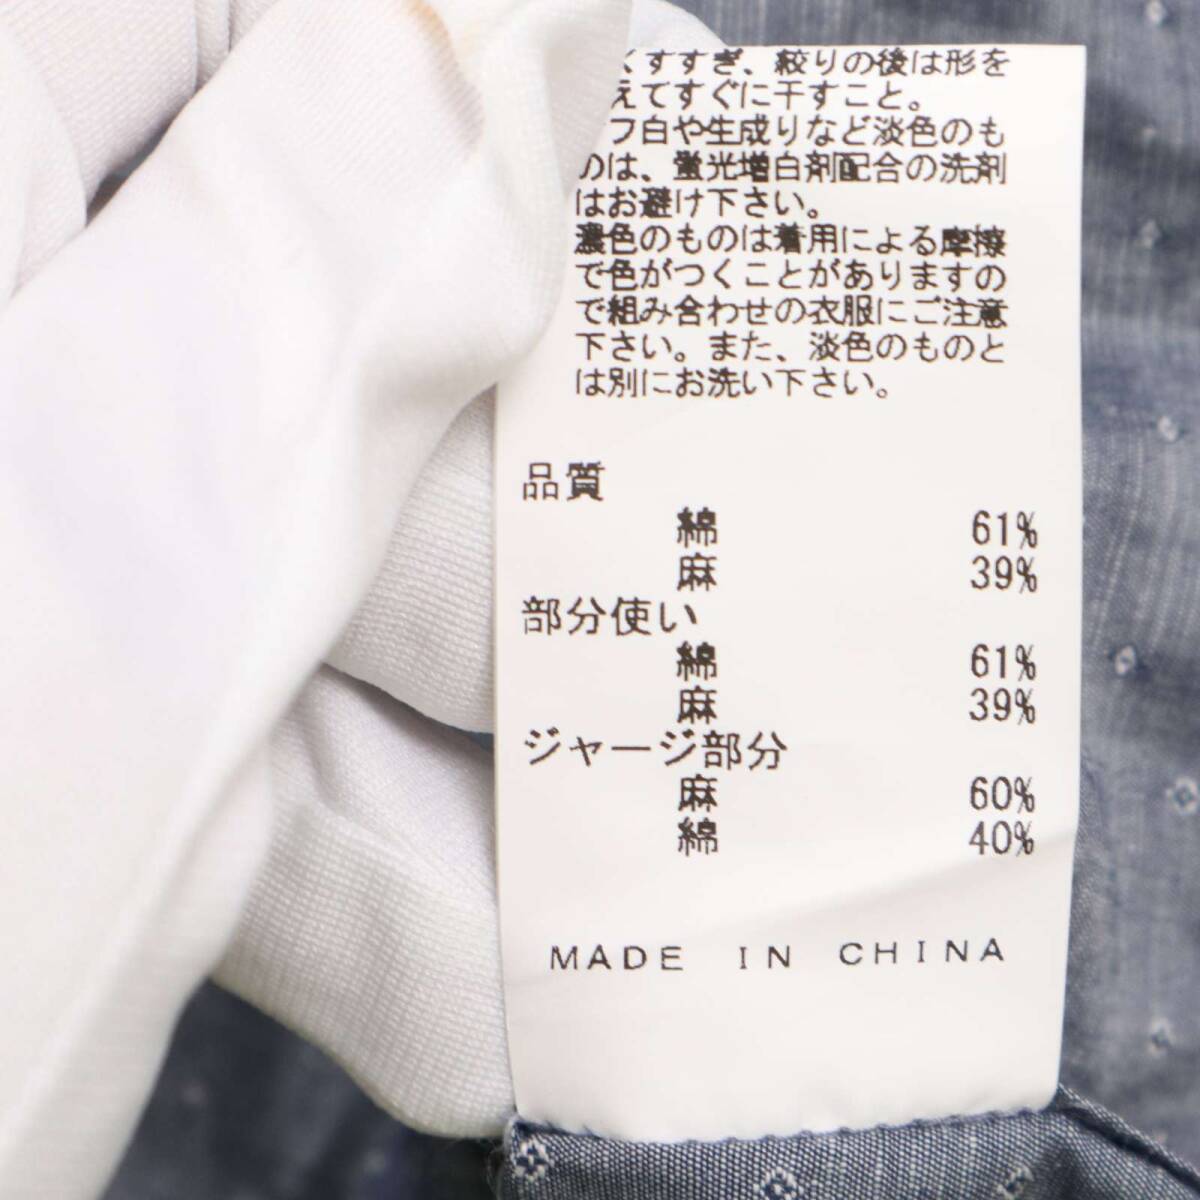 くすすぎ、絞りの後は形を
えてすぐに干すこと。
フ白や生成りなど淡色のも
のは、蛍光増白剤配合の洗剤
はお避け下さい。
濃色のものは着用による摩擦
で色がつくことがありますの
で組み合わせの衣服にご注意
下さい。また、淡色のものと
は別にお洗い下さい。
品質
綿 61%
麻 39%
部分使い
綿 61%
麻 39%
ジャージ部分
麻 60%
綿 40%
MADE IN CHINA